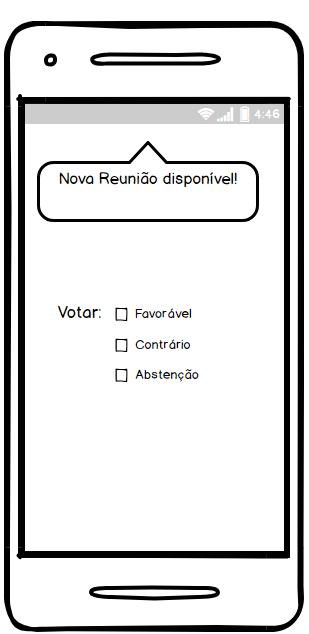 4:46
Nova Reunião disponível!
Votar:
Favorável
Contrário
Abstenção